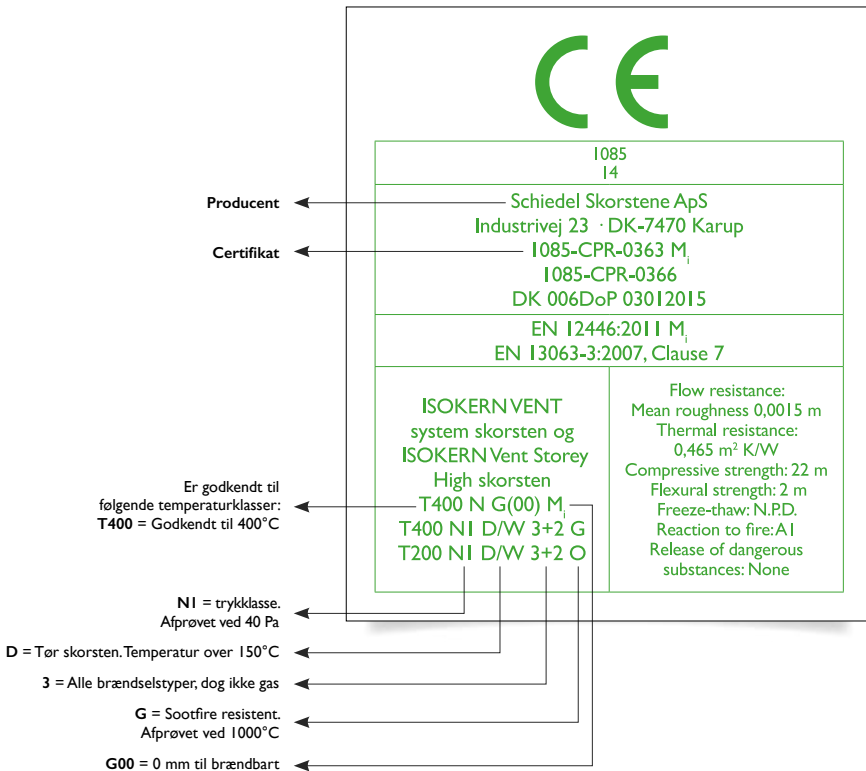 CE
1085
14
Producent
Schiedel Skorstene ApS
Industrivej 23 · DK-7470 Karup
Certifikat
1085-CPR-0363 Mi
1085-CPR-0366
DK 006DoP 03012015
EN 12446:2011 Mi
EN 13063-3:2007, Clause 7
ISOKERN VENT
system skorsten og
ISOKERN Vent Storey
High skorsten
T400 N G(00) Mi
T400 N1 D/W 3+2 G
T200 N1 D/W 3+2 O
Flow resistance:
Mean roughness 0,0015 m
Thermal resistance:
0,465 m² K/W
Compressive strength: 22 m
Flexural strength: 2 m
Freeze-thaw: N.P.D.
Reaction to fire: A1
Release of dangerous
substances: None
Er godkendt til
følgende temperaturklasser:
T400 = Godkendt til 400°C
N1 = trykklasse.
Afprøvet ved 40 Pa
D = Tør skorsten. Temperatur over 150°C
3 = Alle brændselstyper, dog ikke gas
G = Sootfire resistent.
Afprøvet ved 1000°C
G00 = 0 mm til brændbart